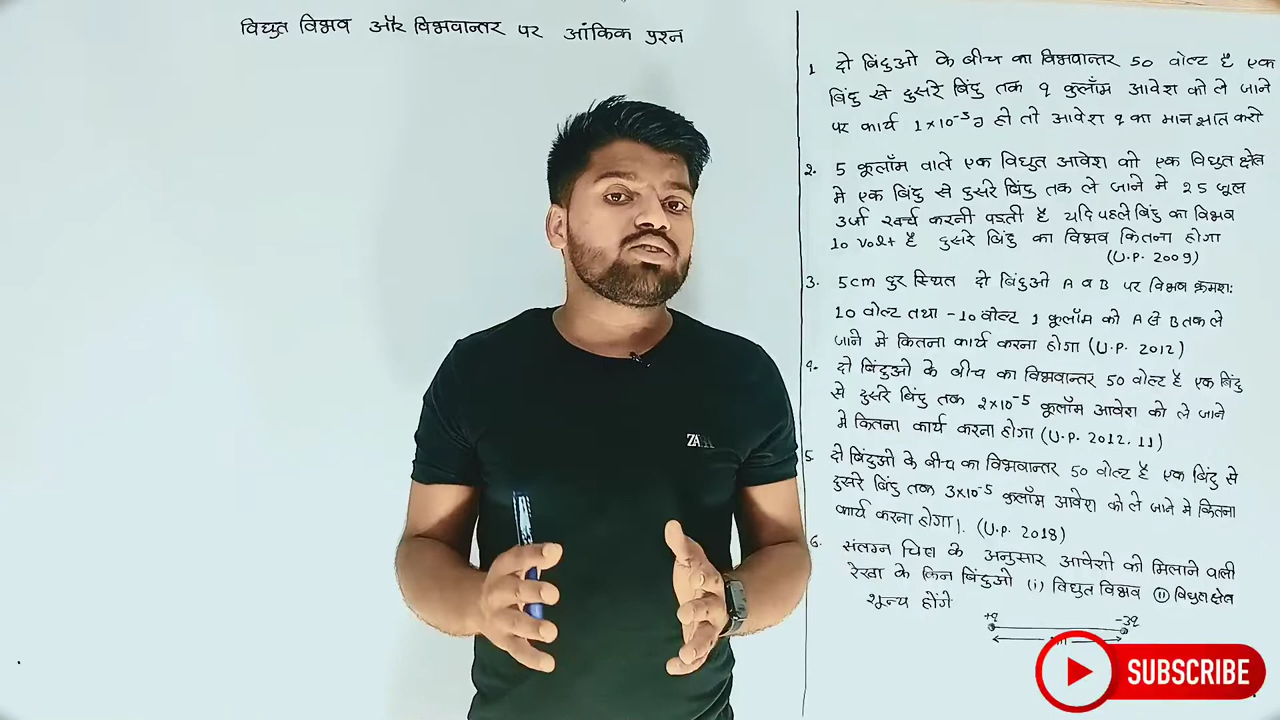 विद्युत विभव और विभवान्तर पर आंकिक प्रश्न
1 दो बिंदुओ के बीच का विभवान्तर 50 वोल्ट है एक
बिंदु से दुसरे बिंदु तक q कुलाँम आवेश को ले जाने
पर कार्य 1×10⁻³J हो तो आवेश q का मान ज्ञात करो
2. 5 कूलाँम वाले एक विद्युत आवेश को एक विद्युत क्षेत्र
मे एक बिंदु से दुसरे बिंदु तक ले जाने मे 25 जूल
उर्जा खर्च करनी पडती है यदि पहले बिंदु का विभव
10 Volt है दुसरे बिंदु का विभव कितना होगा
(U.P. 2009)
3. 5cm दुर स्थित दो बिंदुओ A व B पर विभव क्रमशः
10 वोल्ट तथा -10 वोल्ट 1 कूलाँम को A से B तक ले
जाने मे कितना कार्य करना होगा (U.P. 2012)
4. दो बिंदुओ के बीच का विभवान्तर 50 वोल्ट है एक बिंदु
से दुसरे बिंदु तक 2×10⁻⁵ कूलाँम आवेश को ले जाने
मे कितना कार्य करना होगा (U.P. 2012, 11)
5. दो बिंदुओ के बीच का विभवान्तर 50 वोल्ट है एक बिंदु से
दुसरे बिंदु तक 3×10⁻⁵ कुलाँम आवेश को ले जाने मे कितना
कार्य करना होगा। (U.P. 2018)
6. संलग्न चित्र के अनुसार आवेशो को मिलाने वाली
रेखा के किन बिंदुओ (i) विद्युत विभव (ii) विद्युत क्षेत्र
शून्य होंगे
+q -3q
ZA
SUBSCRIBE